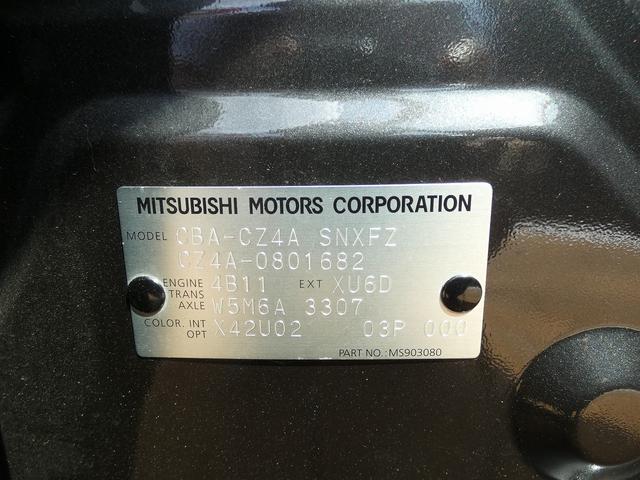 MITSUBISHI MOTORS CORPORATION
MODEL CBA-CZ4A SNXFZ
CZ4A-0801682
ENGINE 4B11 EXT XU6D
TRANS AXLE W5M6A 3307
COLOR. INT OPT X42U02 03P 000
PART NO.:MS903080